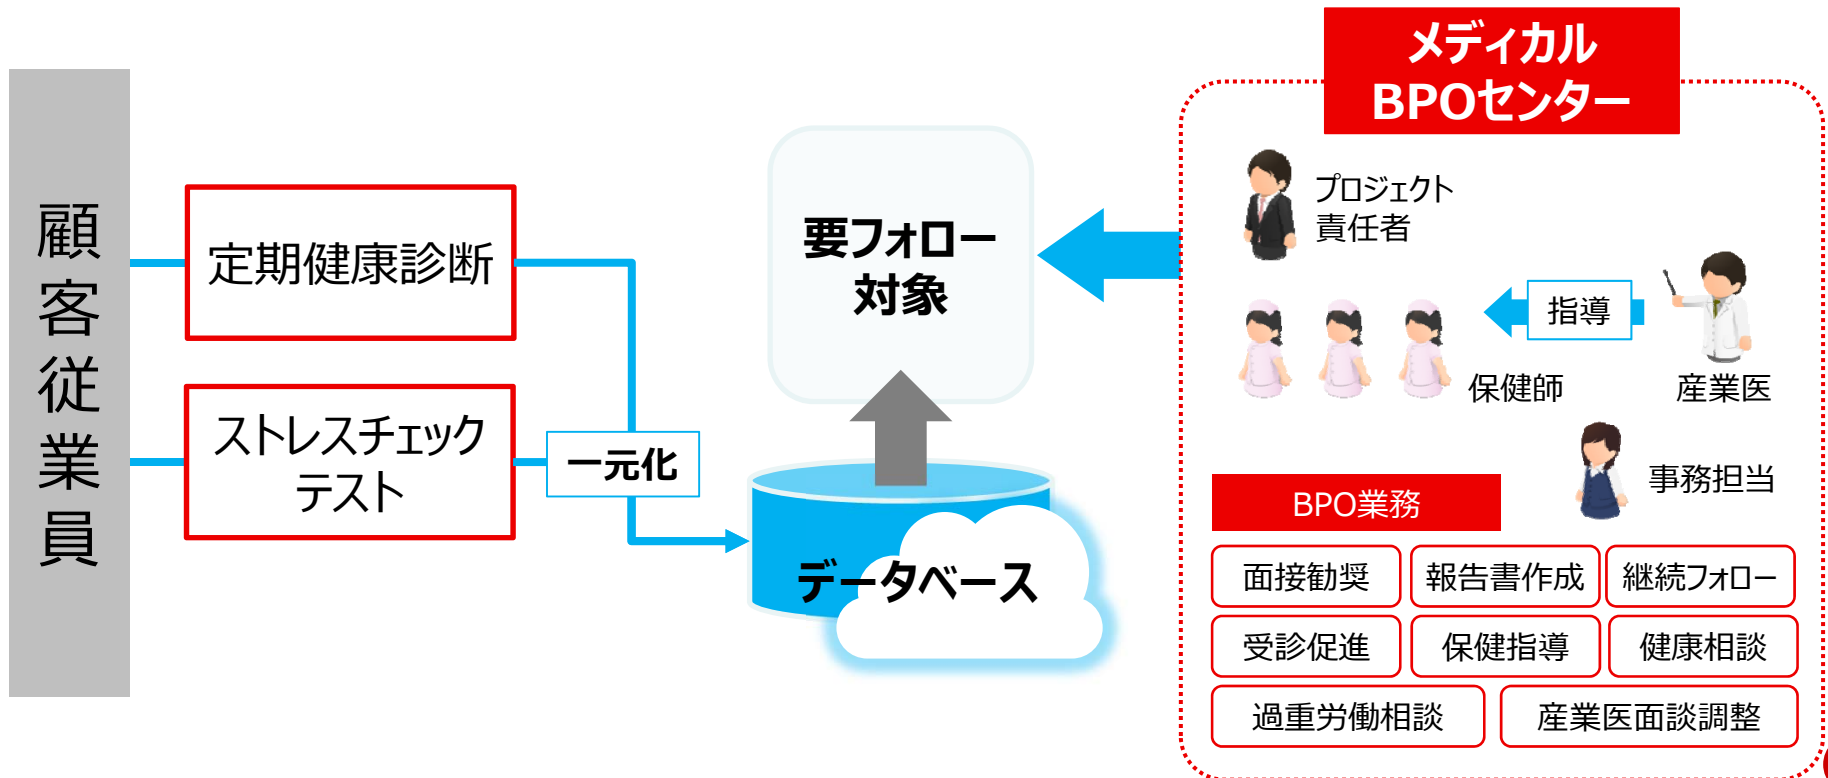 顧客従業員
定期健康診断
ストレスチェック
テスト
一元化
要フォロー
対象
データベース
メディカル
BPOセンター
プロジェクト
責任者
指導
保健師
産業医
事務担当
BPO業務
面接勧奨
報告書作成
継続フォロー
受診促進
保健指導
健康相談
過重労働相談
産業医面談調整